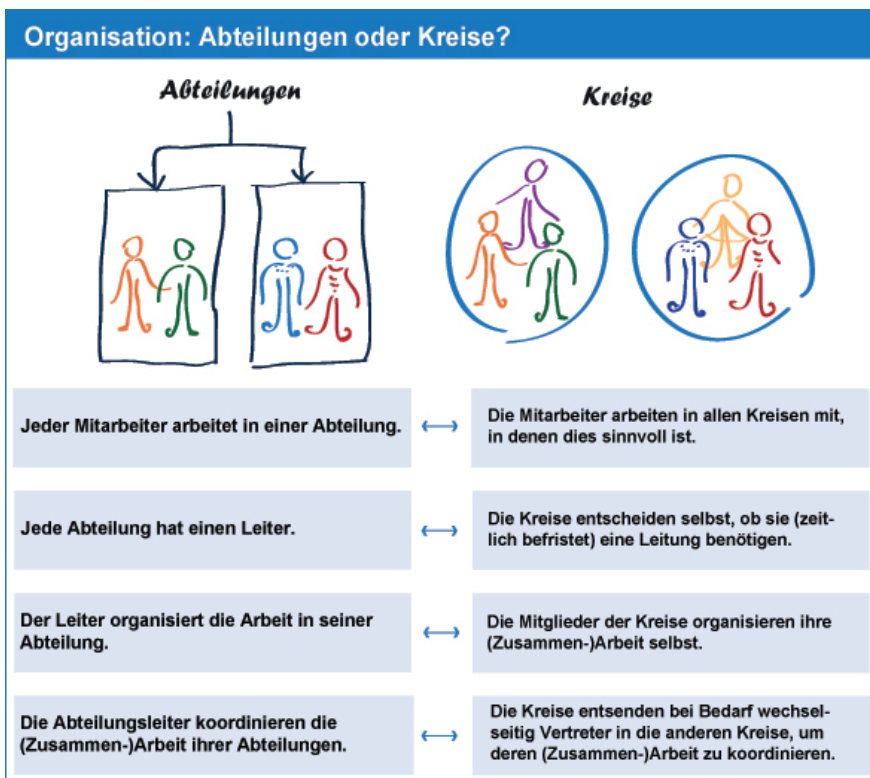 Organisation: Abteilungen oder Kreise?
Abteilungen
Kreise
Jeder Mitarbeiter arbeitet in einer Abteilung.
Die Mitarbeiter arbeiten in allen Kreisen mit,
in denen dies sinnvoll ist.
Jede Abteilung hat einen Leiter.
Die Kreise entscheiden selbst, ob sie (zeit-
lich befristet) eine Leitung benötigen.
Der Leiter organisiert die Arbeit in seiner
Abteilung.
Die Mitglieder der Kreise organisieren ihre
(Zusammen-)Arbeit selbst.
Die Abteilungsleiter koordinieren die
(Zusammen-)Arbeit ihrer Abteilungen.
Die Kreise entsenden bei Bedarf wechsel-
seitig Vertreter in die anderen Kreise, um
deren (Zusammen-)Arbeit zu koordinieren.